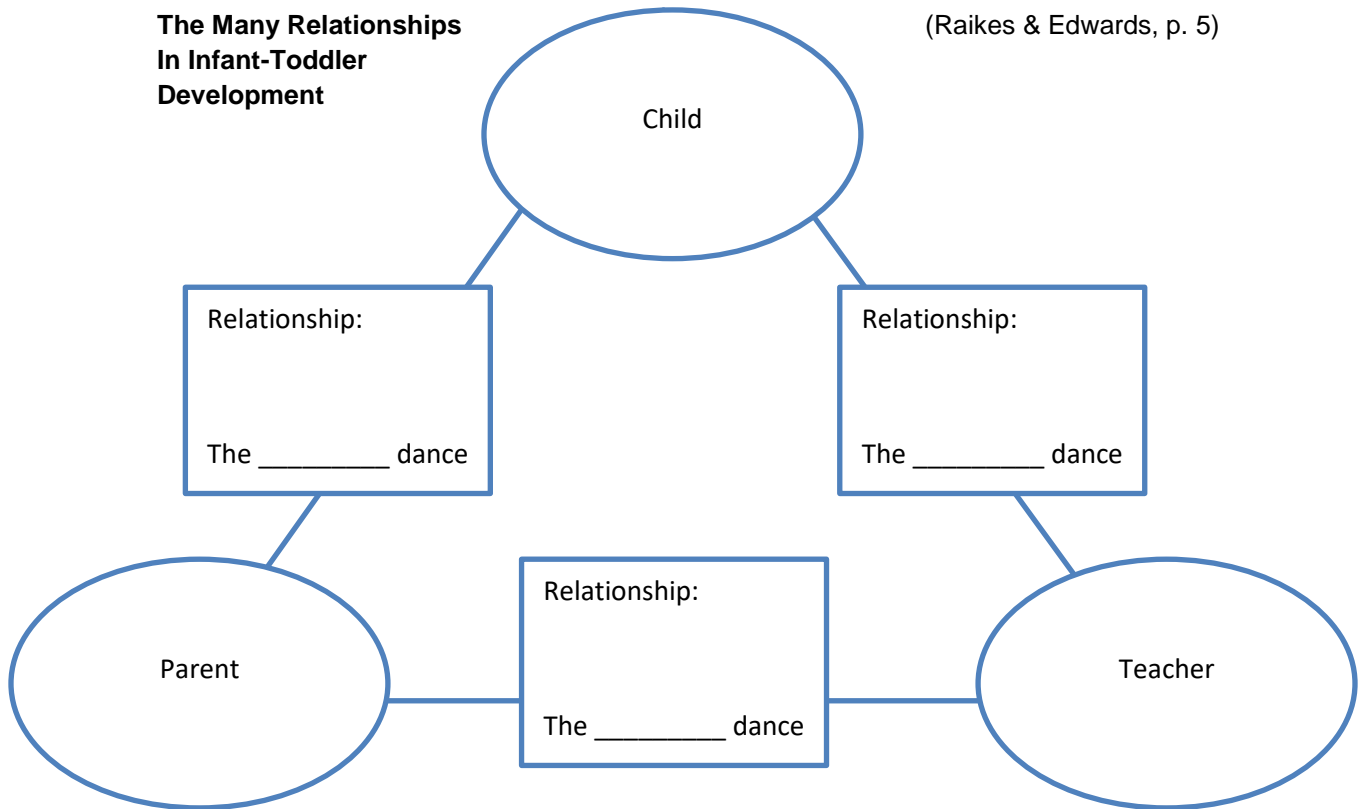 The Many Relationships
In Infant-Toddler
Development
(Raikes & Edwards, p. 5)
Child
Relationship:
The _________ dance
Relationship:
The _________ dance
Parent
Relationship:
The _________ dance
Teacher